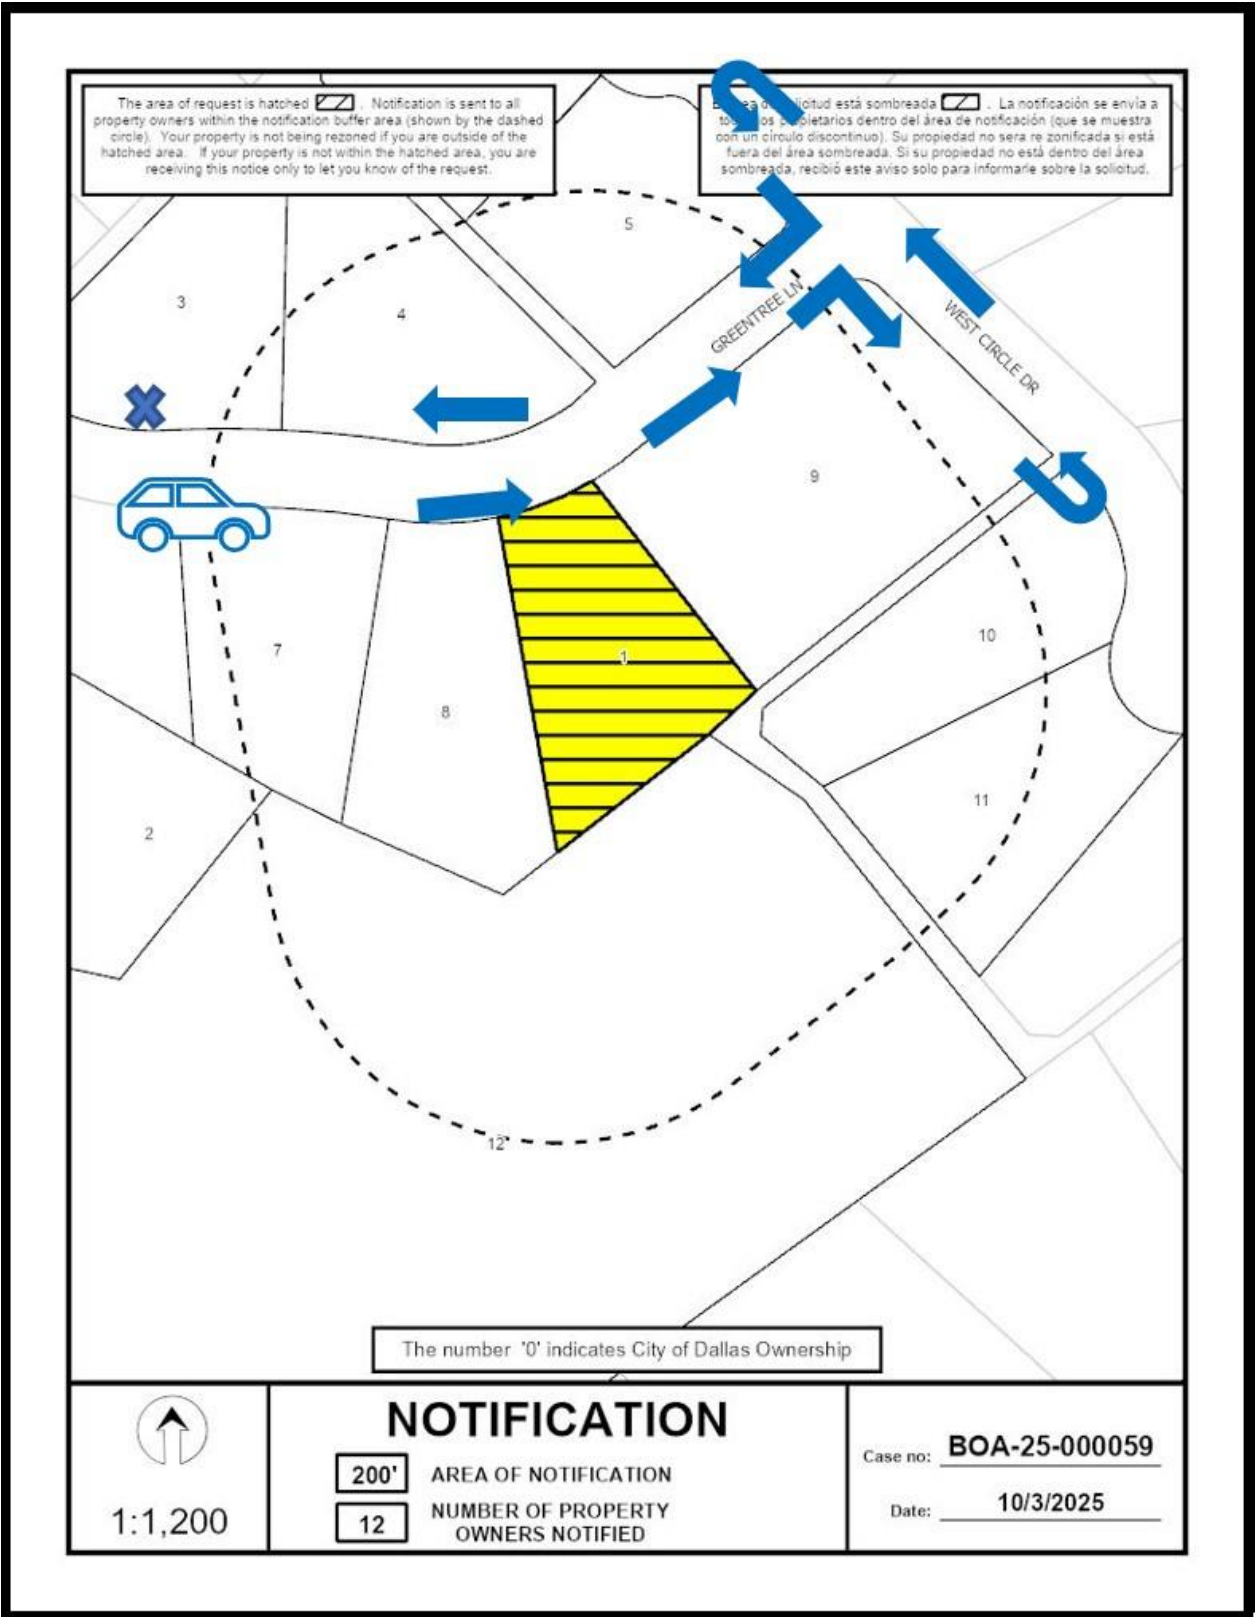 The area of request is hatched . Notification is sent to all
property owners within the notification buffer area (shown by the dashed
circle). Your property is not being rezoned if you are outside of the
hatched area. If your property is not within the hatched area, you are
receiving this notice only to let you know of the request.
solicitud está sombreada . La notificación se envía a
propietarios dentro del área de notificación (que se muestra
con un círculo discontinuo). Su propiedad no sera re zonificada si está
fuera del área sombreada. Si su propiedad no está dentro del área
sombreada, recibió este aviso solo para informarle sobre la solicitud.
5
3
4
GREENTREE LN
WEST CIRCLE DR
9
10
7
1
8
11
2
12
The number '0' indicates City of Dallas Ownership
1:1,200
NOTIFICATION
200' AREA OF NOTIFICATION
12 NUMBER OF PROPERTY
OWNERS NOTIFIED
Case no: BOA-25-000059
Date: 10/3/2025